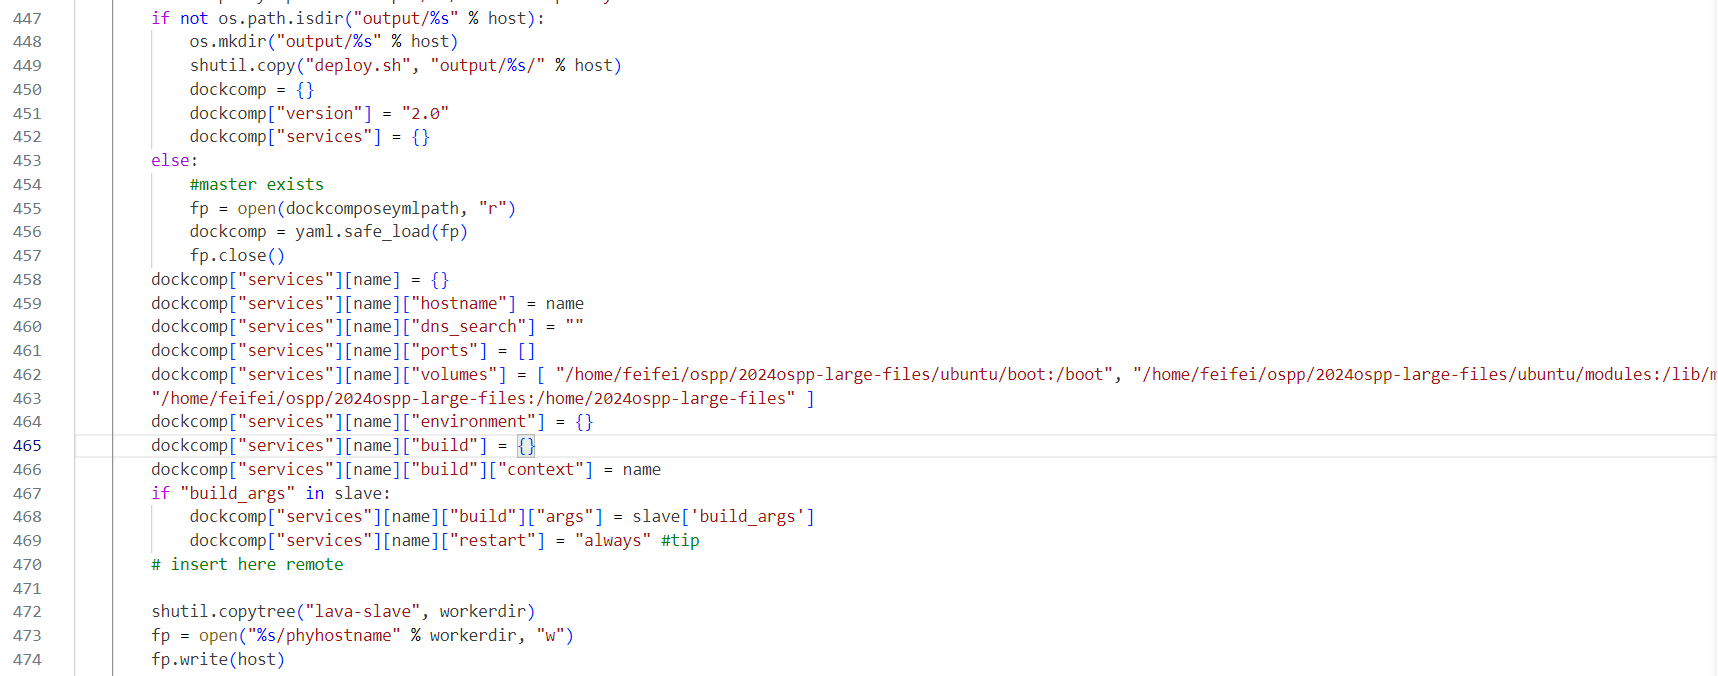 447 if not os.path.isdir("output/%s" % host):
448 os.mkdir("output/%s" % host)
449 shutil.copy("deploy.sh", "output/%s/" % host)
450 dockcomp = {}
451 dockcomp["version"] = "2.0"
452 dockcomp["services"] = {}
453 else:
454 #master exists
455 fp = open(dockcomposeymlpath, "r")
456 dockcomp = yaml.safe_load(fp)
457 fp.close()
458 dockcomp["services"][name] = {}
459 dockcomp["services"][name]["hostname"] = name
460 dockcomp["services"][name]["dns_search"] = ""
461 dockcomp["services"][name]["ports"] = []
462 dockcomp["services"][name]["volumes"] = [ "/home/feifei/ospp/2024ospp-large-files/ubuntu/boot:/boot", "/home/feifei/ospp/2024ospp-large-files/ubuntu/modules:/lib/m
463 "/home/feifei/ospp/2024ospp-large-files:/home/2024ospp-large-files" ]
464 dockcomp["services"][name]["environment"] = {}
465 dockcomp["services"][name]["build"] = {}
466 dockcomp["services"][name]["build"]["context"] = name
467 if "build_args" in slave:
468 dockcomp["services"][name]["build"]["args"] = slave['build_args']
469 dockcomp["services"][name]["restart"] = "always" #tip
470 # insert here remote
471
472 shutil.copytree("lava-slave", workerdir)
473 fp = open("%s/phyhostname" % workerdir, "w")
474 fp.write(host)